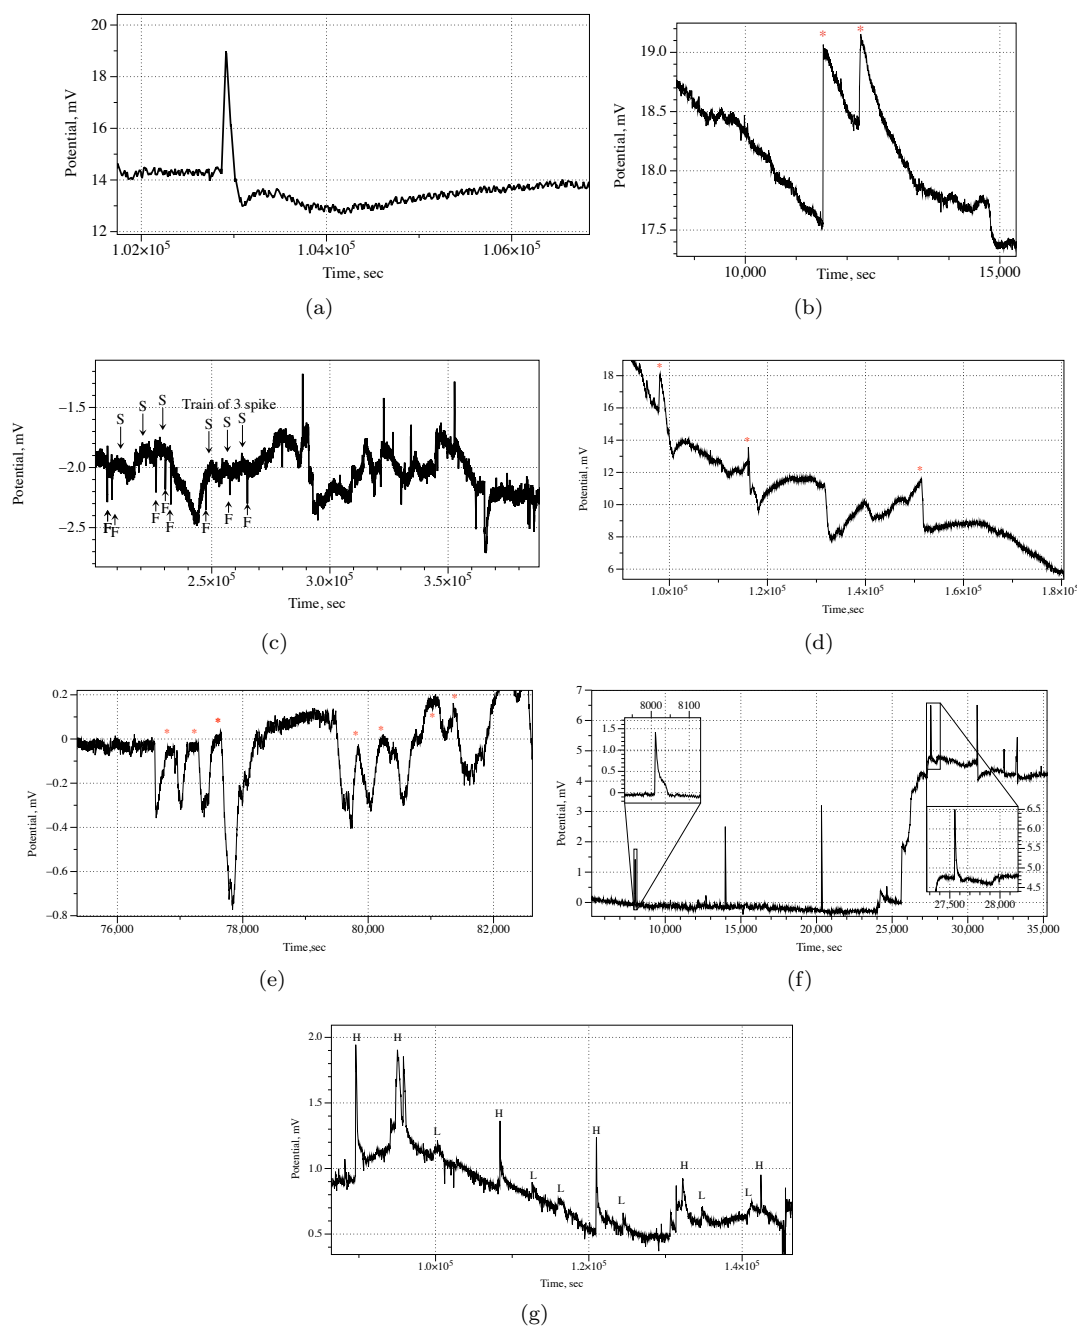 20
18
16
14
12
Potential, mV
1.02×10⁵
1.04×10⁵
1.06×10⁵
Time, sec
(a)
19.0
18.5
18.0
17.5
Potential, mV
* *
10,000
Time, sec
15,000
(b)
−1.5
−2.0
−2.5
Potential, mV
S S S
Train of 3 spike
S S S
F F F F F F F F
2.5×10⁵
3.0×10⁵
3.5×10⁵
Time, sec
(c)
18
16
14
12
10
8
6
Potential, mV
* * *
1.0×10⁵
1.2×10⁵
1.4×10⁵
1.6×10⁵
1.8×10⁵
Time,sec
(d)
0.2
0
−0.2
−0.4
−0.6
−0.8
Potential, mV
* * * * * * *
76,000
78,000
80,000
82,000
Time,sec
(e)
7
6
5
4
3
2
1
0
Potential, mV
8000 8100
1.5
1.0
0.5
0
6.5
6.0
5.5
5.0
4.5
27,500 28,000
10,000
15,000
20,000
25,000
30,000
35,000
Time, sec
(f)
2.0
1.5
1.0
0.5
Potential, mV
H H L H L L H L H L L H
1.0×10⁵
1.2×10⁵
1.4×10⁵
Time, sec
(g)